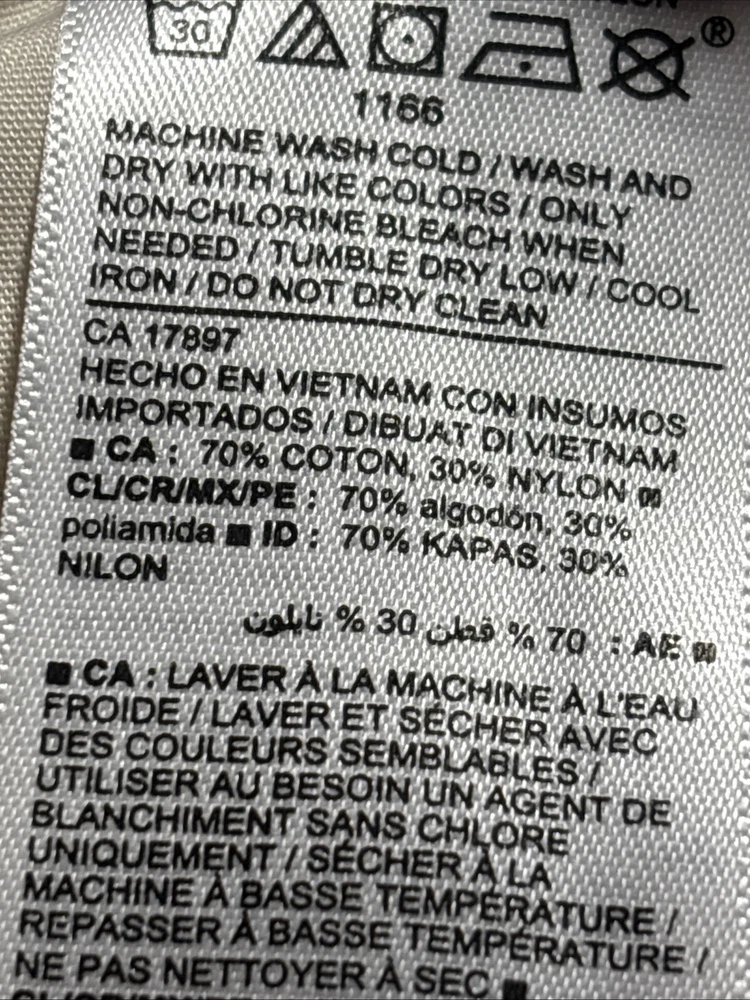 30
®
1166
MACHINE WASH COLD / WASH AND
DRY WITH LIKE COLORS / ONLY
NON-CHLORINE BLEACH WHEN
NEEDED / TUMBLE DRY LOW / COOL
IRON / DO NOT DRY CLEAN
CA 17897
HECHO EN VIETNAM CON INSUMOS
IMPORTADOS / DIBUAT DI VIETNAM
■ CA : 70% COTON, 30% NYLON ■
CL/CR/MX/PE : 70% algodón, 30%
poliamida ■ ID : 70% KAPAS, 30%
NILON
■ AE : 70 % قطن 30 % نايلون
■ CA : LAVER À LA MACHINE À L'EAU
FROIDE / LAVER ET SÉCHER AVEC
DES COULEURS SEMBLABLES /
UTILISER AU BESOIN UN AGENT DE
BLANCHIMENT SANS CHLORE
UNIQUEMENT / SÉCHER À LA
MACHINE À BASSE TEMPÉRATURE /
REPASSER À BASSE TEMPÉRATURE /
NE PAS NETTOYER À SEC ■